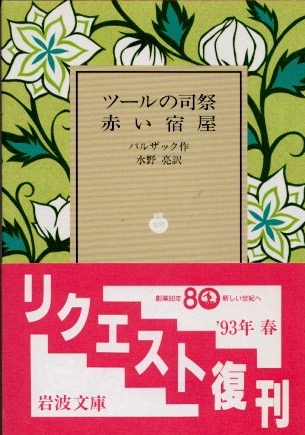 ツールの司祭
赤い宿屋
バルザック作
水野 亮訳
創業80年 80 新しい世紀へ
'93年 春
リクエスト復刊
岩波文庫